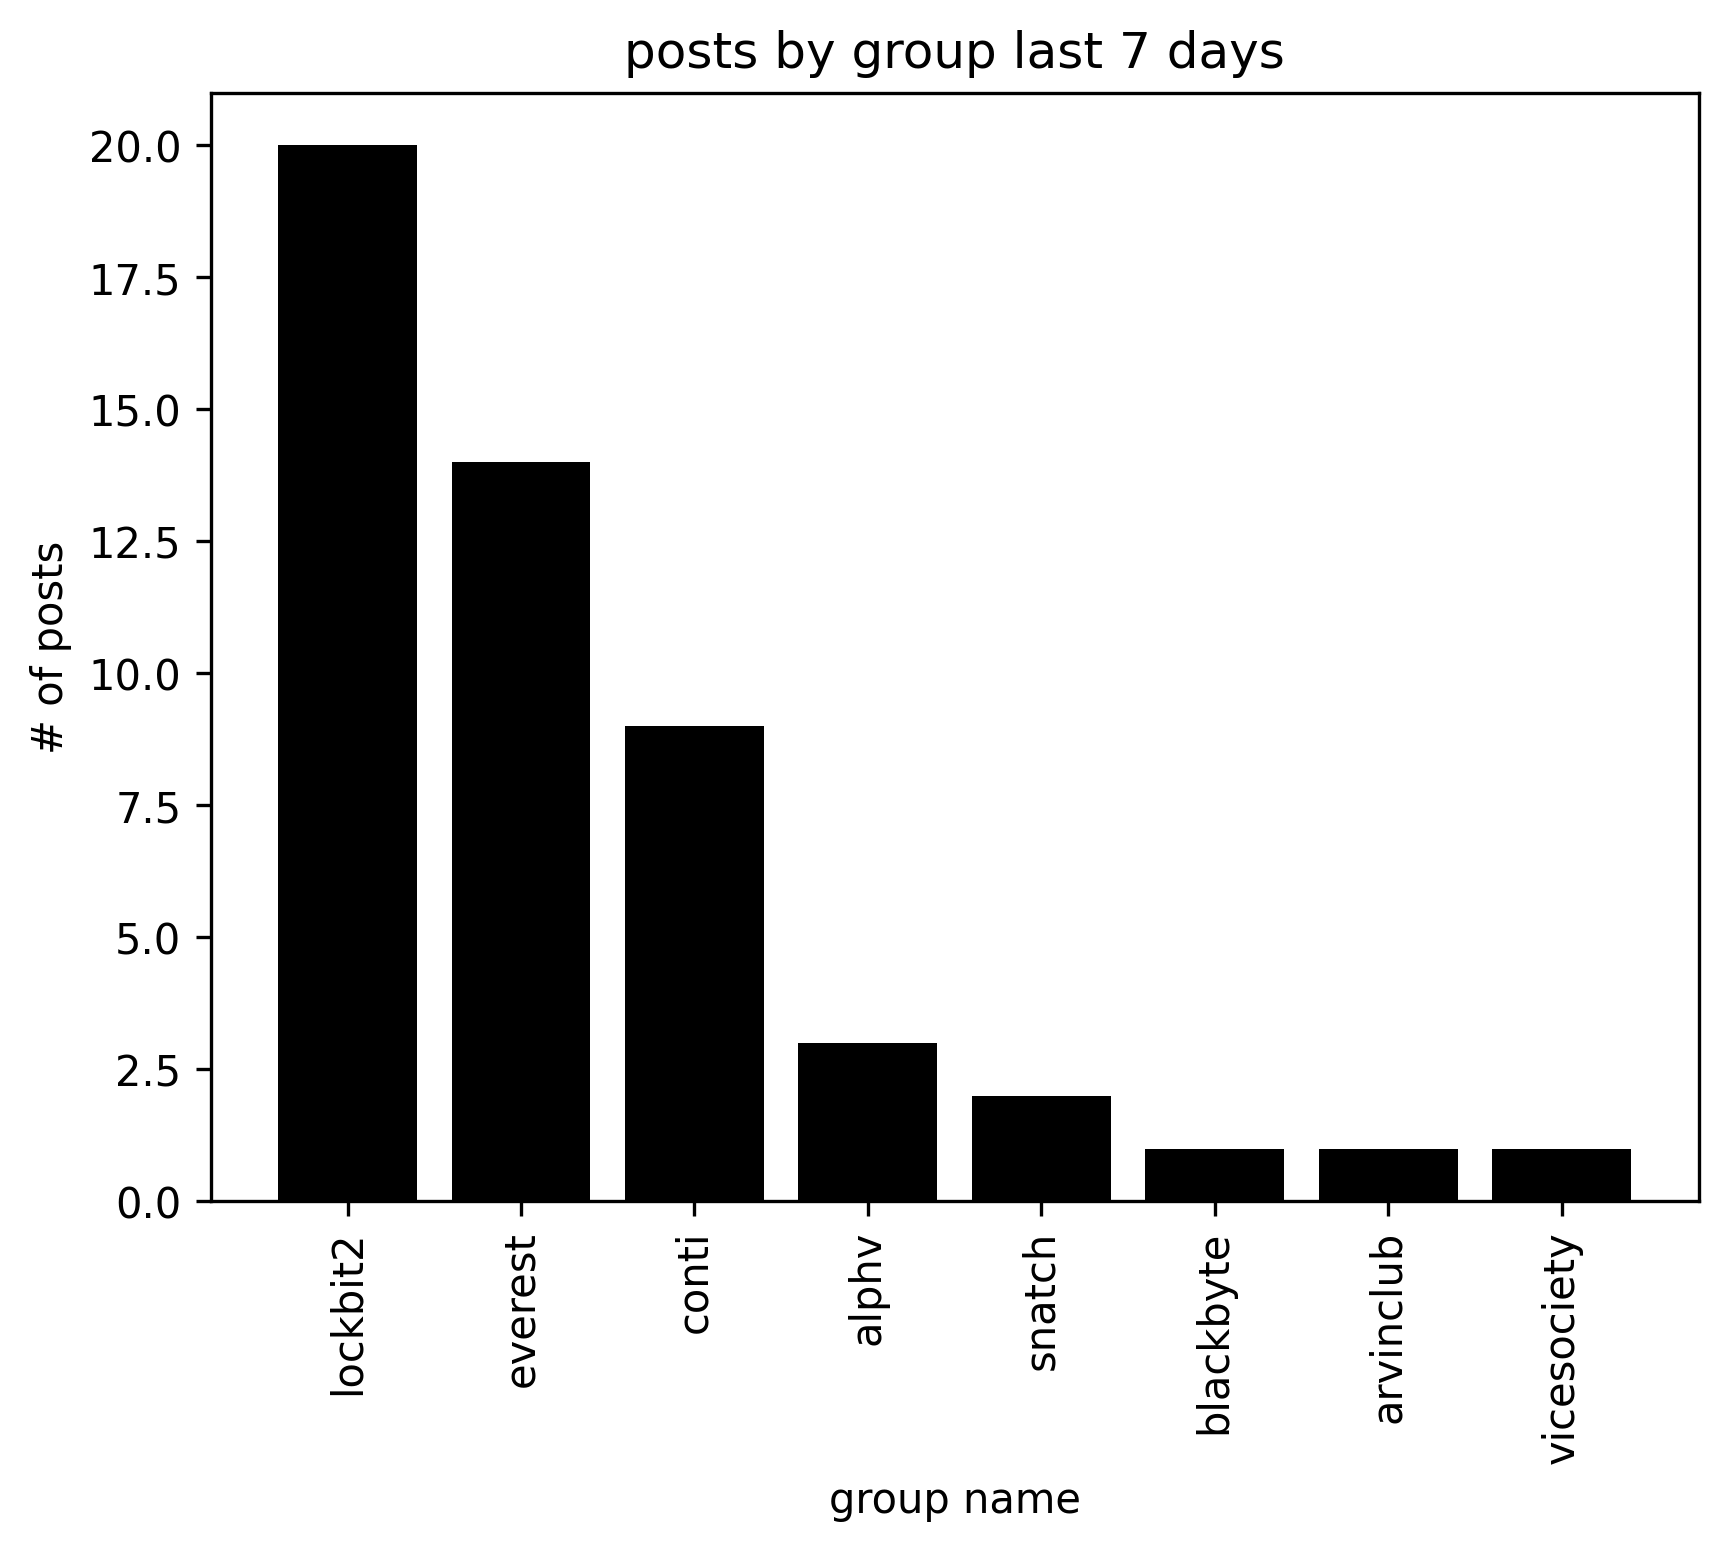 posts by group last 7 days
20.0
17.5
15.0
12.5
10.0
7.5
5.0
2.5
0.0
# of posts
lockbit2
everest
conti
alphv
snatch
blackbyte
arvinclub
vicesociety
group name